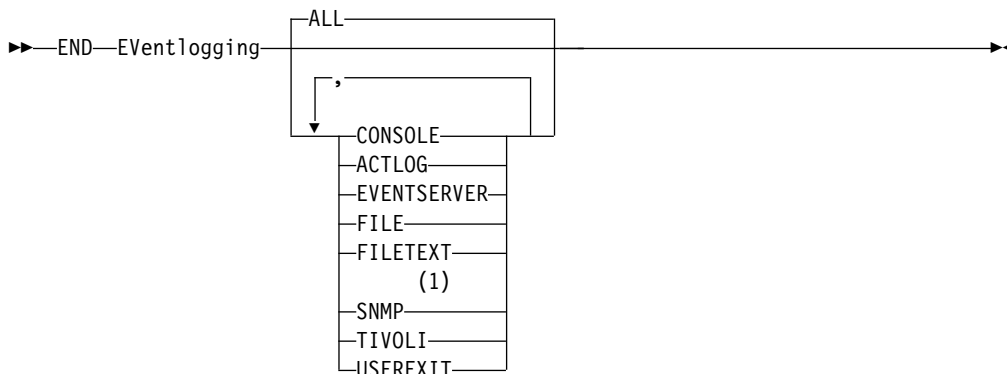 ALL
END EVentlogging
,
CONSOLE
ACTLOG
EVENTSERVER
FILE
FILETEXT
(1)
SNMP
TIVOLI
USEREXIT